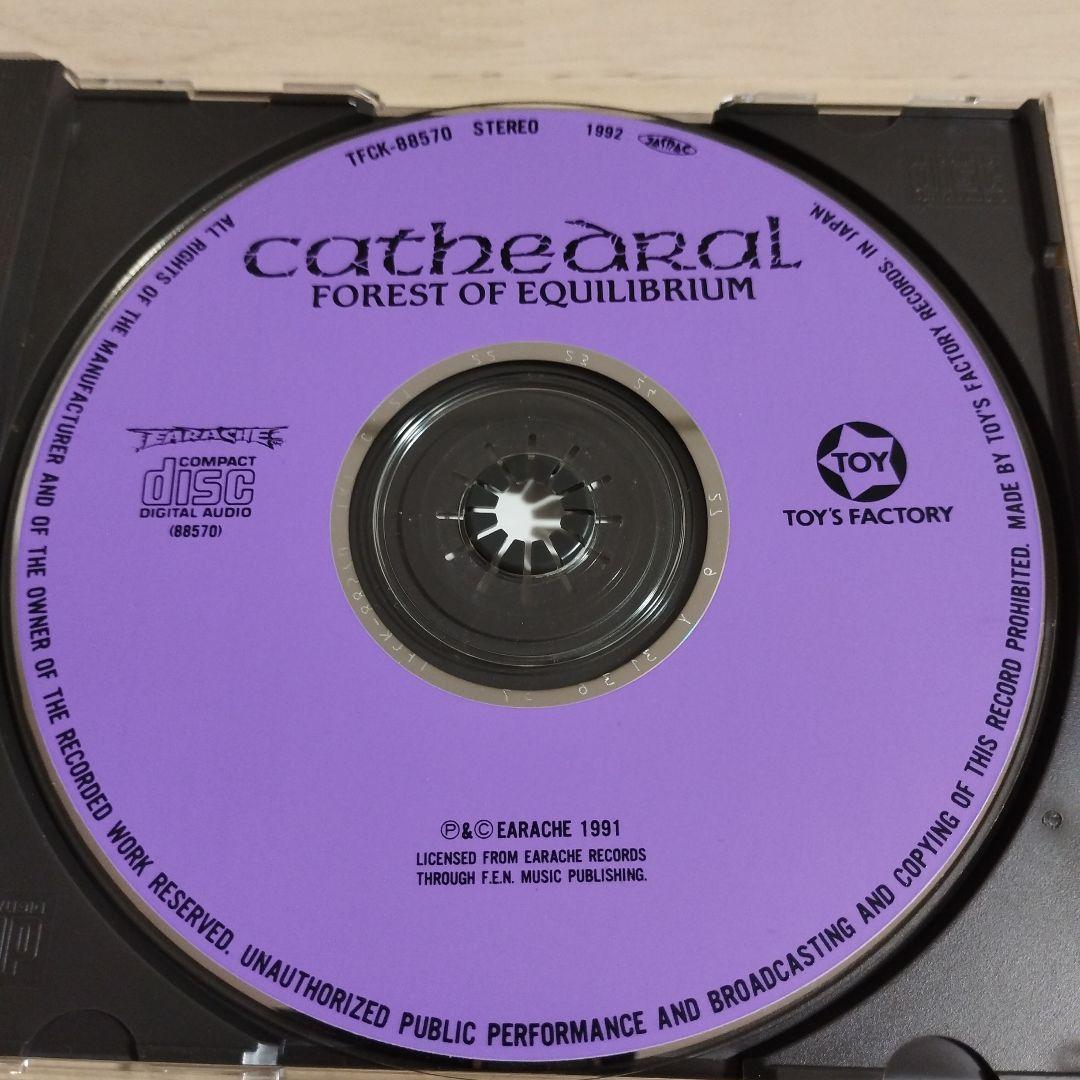 TFCK-88570 STEREO 1992 JASRAC
cathedral
FOREST OF EQUILIBRIUM
EARACHE
COMPACT
disc
DIGITAL AUDIO
(88570)
TOY
TOY'S FACTORY
Ⓟ&Ⓒ EARACHE 1991
LICENSED FROM EARACHE RECORDS
THROUGH F.E.N. MUSIC PUBLISHING.
ALL RIGHTS OF THE MANUFACTURER AND OF THE OWNER OF THE RECORDED WORK RESERVED. UNAUTHORIZED PUBLIC PERFORMANCE AND BROADCASTING AND COPYING OF THIS RECORD PROHIBITED. MADE BY TOY'S FACTORY RECORDS. IN JAPAN.